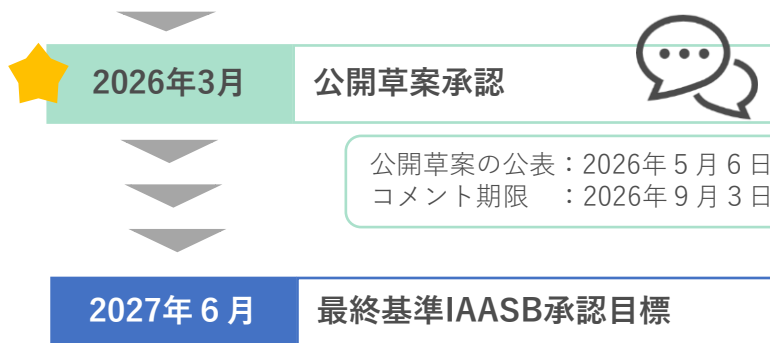 2026年3月 公開草案承認
公開草案の公表：2026年５月６日
コメント期限　：2026年９月３日
2027年６月 最終基準IAASB承認目標